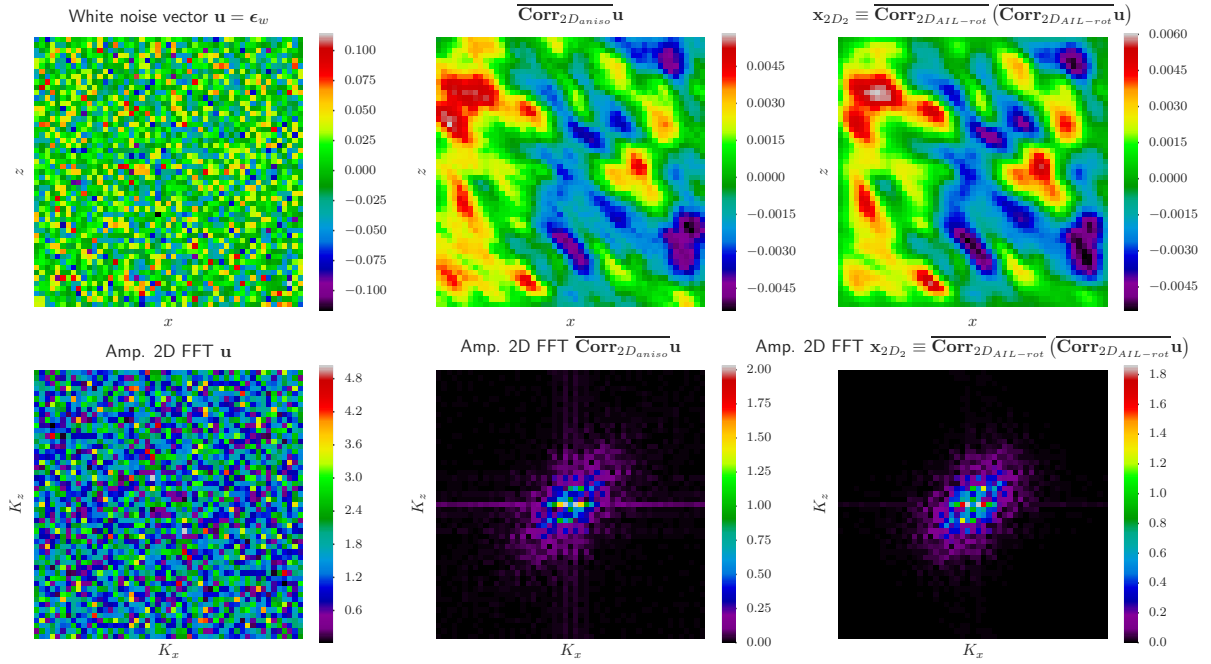 White noise vector u = ϵ_w
0.100
0.075
0.050
0.025
0.000
−0.025
−0.050
−0.075
−0.100
z
x
Corr_{2D_{aniso}}u
0.0045
0.0030
0.0015
0.0000
−0.0015
−0.0030
−0.0045
z
x
x_{2D_2} ≡ Corr_{2D_{AIL−rot}}(Corr_{2D_{AIL−rot}}u)
0.0060
0.0045
0.0030
0.0015
0.0000
−0.0015
−0.0030
−0.0045
z
x
Amp. 2D FFT u
4.8
4.2
3.6
3.0
2.4
1.8
1.2
0.6
K_z
K_x
Amp. 2D FFT Corr_{2D_{aniso}}u
2.00
1.75
1.50
1.25
1.00
0.75
0.50
0.25
0.00
K_z
K_x
Amp. 2D FFT x_{2D_2} ≡ Corr_{2D_{AIL−rot}}(Corr_{2D_{AIL−rot}}u)
1.8
1.6
1.4
1.2
1.0
0.8
0.6
0.4
0.2
0.0
K_z
K_x